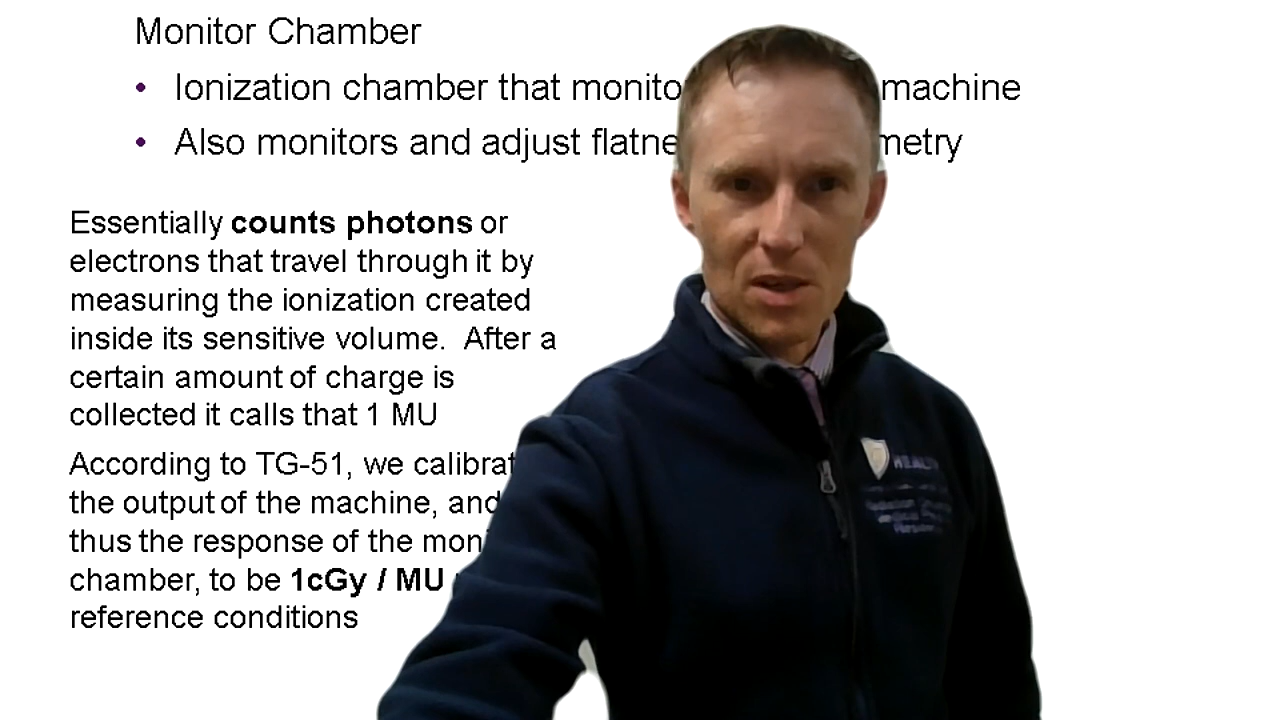 Monitor Chamber
• Ionization chamber that monito machine
• Also monitors and adjust flatne metry
Essentially counts photons or
electrons that travel through it by
measuring the ionization created
inside its sensitive volume. After a
certain amount of charge is
collected it calls that 1 MU
According to TG-51, we calibrat
the output of the machine, and
thus the response of the moni
chamber, to be 1cGy / MU
reference conditions
HEALTH